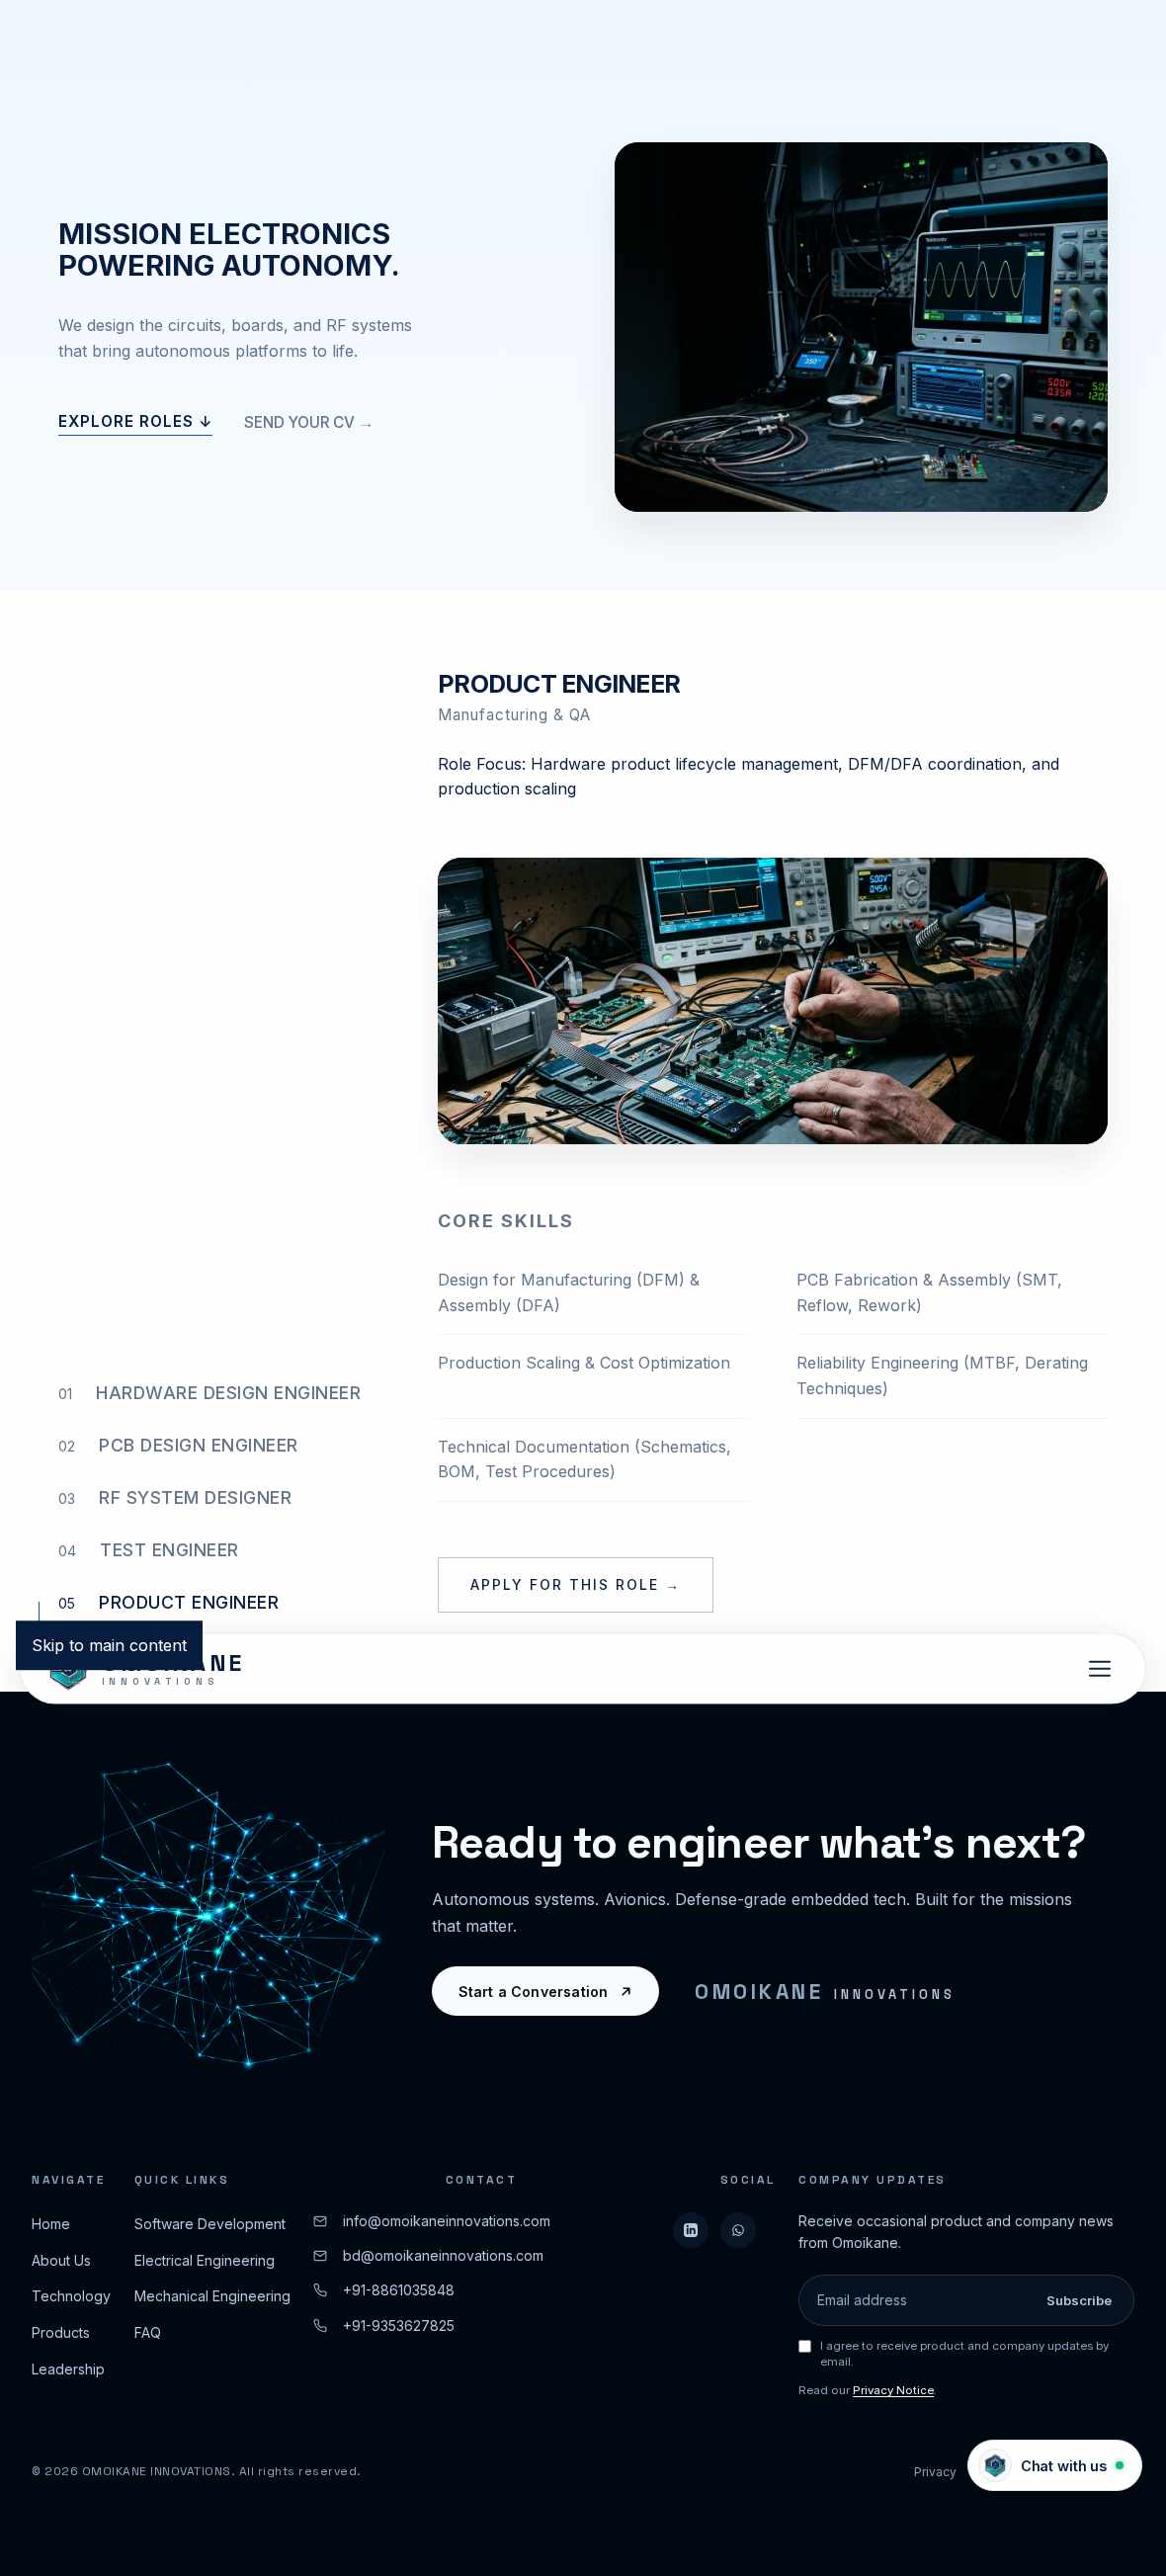 MISSION ELECTRONICS
POWERING AUTONOMY.
We design the circuits, boards, and RF systems
that bring autonomous platforms to life.
EXPLORE ROLES ↓
SEND YOUR CV →
Tektronix
PRODUCT ENGINEER
Manufacturing & QA
Role Focus: Hardware product lifecycle management, DFM/DFA coordination, and
production scaling
CORE SKILLS
Design for Manufacturing (DFM) &
Assembly (DFA)
PCB Fabrication & Assembly (SMT,
Reflow, Rework)
Production Scaling & Cost Optimization
Reliability Engineering (MTBF, Derating
Techniques)
Technical Documentation (Schematics,
BOM, Test Procedures)
APPLY FOR THIS ROLE →
01 HARDWARE DESIGN ENGINEER
02 PCB DESIGN ENGINEER
03 RF SYSTEM DESIGNER
04 TEST ENGINEER
05 PRODUCT ENGINEER
Skip to main content
INNOVATIONS
Ready to engineer what's next?
Autonomous systems. Avionics. Defense-grade embedded tech. Built for the missions
that matter.
Start a Conversation ↗
OMOIKANE INNOVATIONS
NAVIGATE
Home
About Us
Technology
Products
Leadership
QUICK LINKS
Software Development
Electrical Engineering
Mechanical Engineering
FAQ
CONTACT
info@omoikaneinnovations.com
bd@omoikaneinnovations.com
+91-8861035848
+91-9353627825
SOCIAL
COMPANY UPDATES
Receive occasional product and company news
from Omoikane.
Email address
Subscribe
I agree to receive product and company updates by
email.
Read our Privacy Notice.
© 2026 OMOIKANE INNOVATIONS. All rights reserved.
Privacy
Chat with us